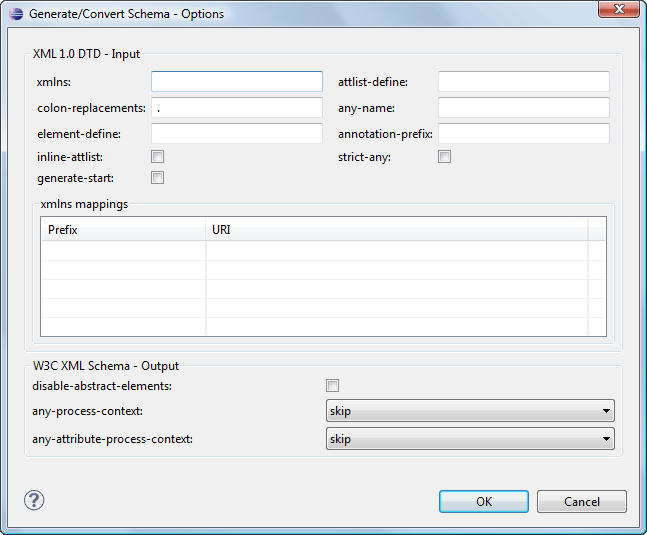 Generate/Convert Schema - Options
XML 1.0 DTD - Input
xmlns: attlist-define:
colon-replacements: . any-name:
element-define: annotation-prefix:
inline-attlist: strict-any:
generate-start:
xmlns mappings
Prefix URI
W3C XML Schema - Output
disable-abstract-elements:
any-process-context: skip
any-attribute-process-context: skip
? OK Cancel